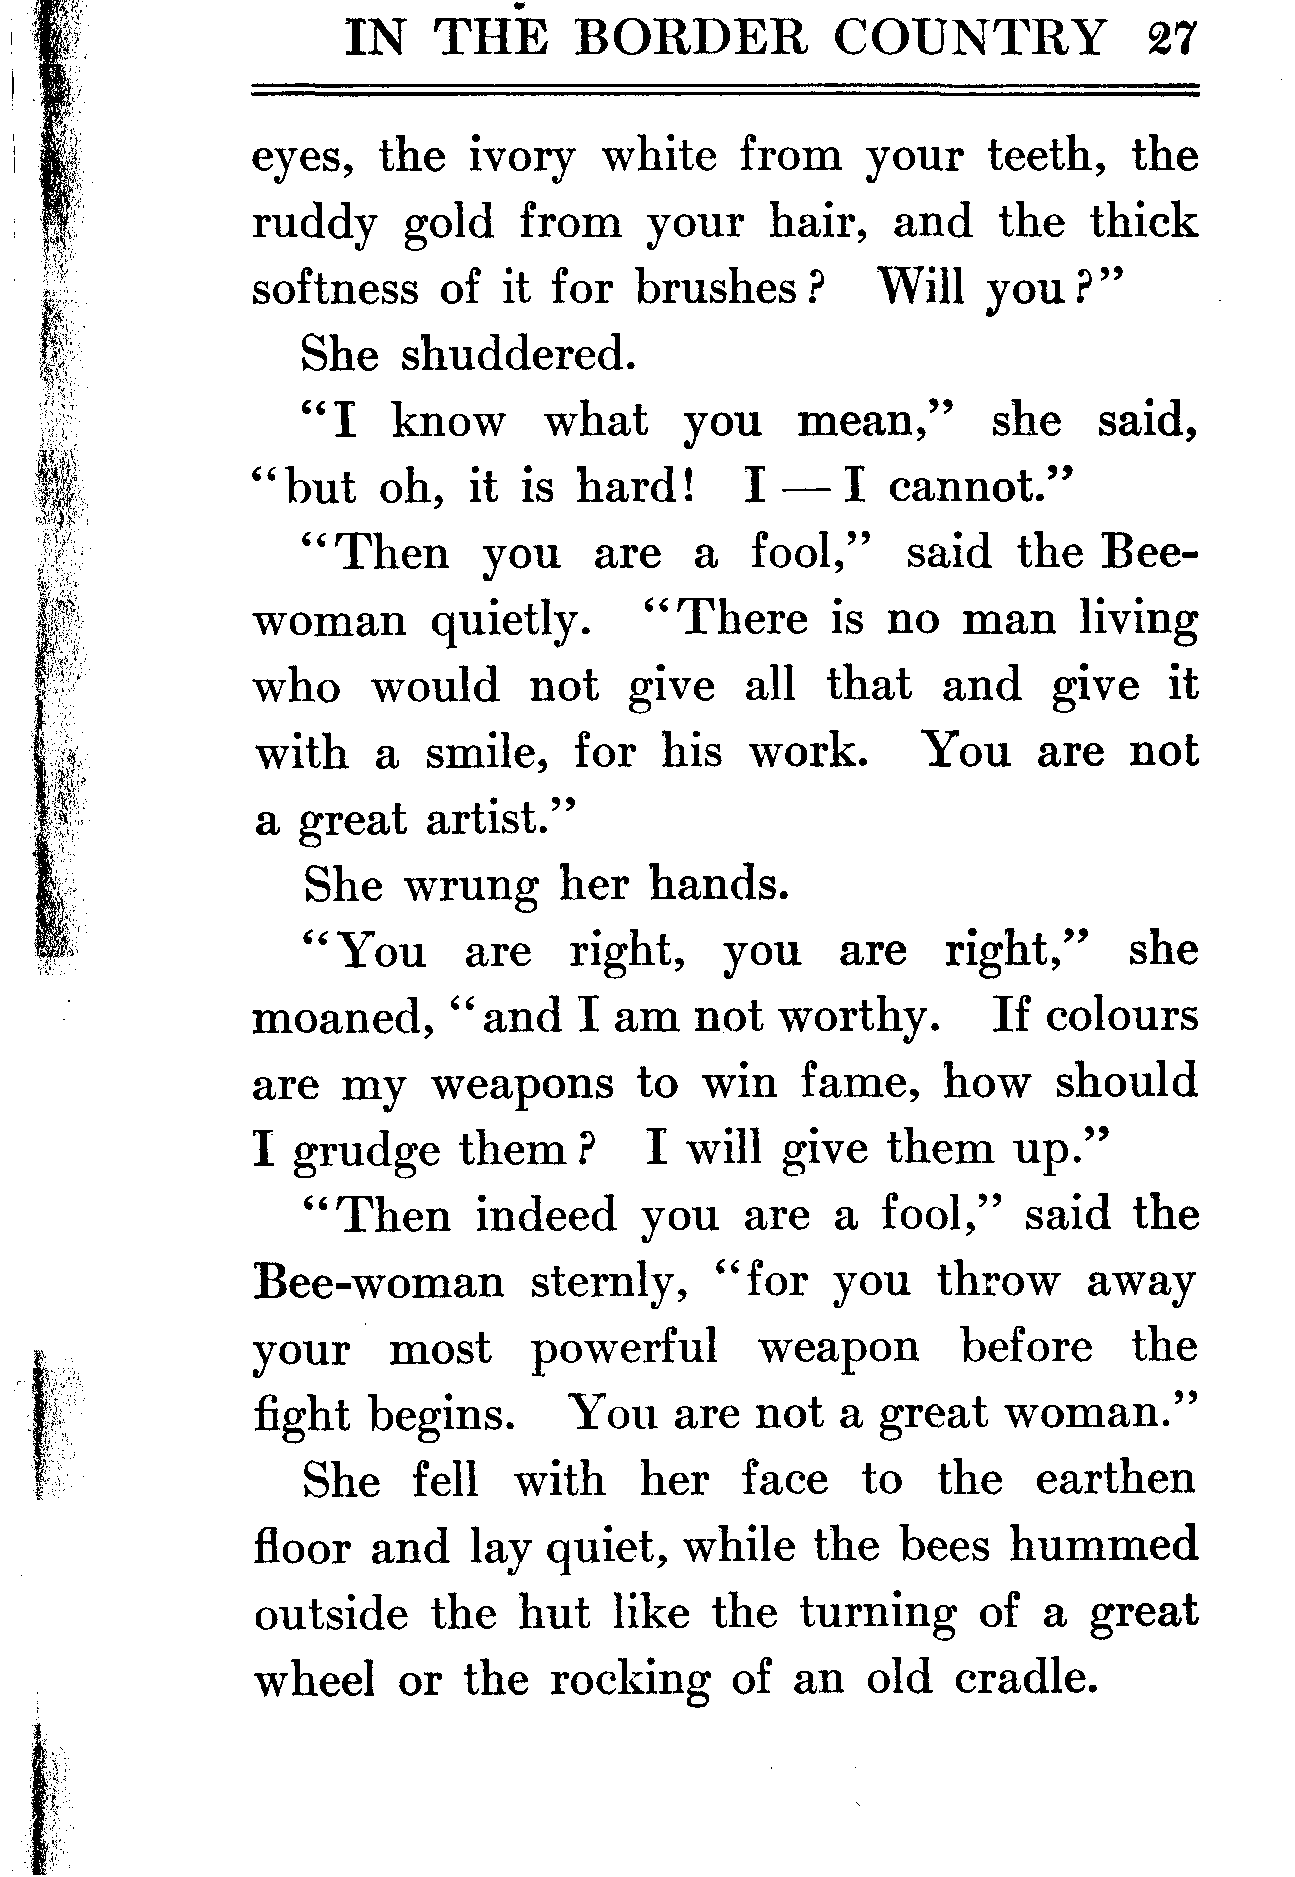 IN THE BORDER COUNTRY 27
eyes, the ivory white from your teeth, the
ruddy gold from your hair, and the thick
softness of it for brushes? Will you?"
She shuddered.
"I know what you mean," she said,
"but oh, it is hard! I — I cannot."
"Then you are a fool," said the Bee-
woman quietly. "There is no man living
who would not give all that and give it
with a smile, for his work. You are not
a great artist."
She wrung her hands.
"You are right, you are right," she
moaned, "and I am not worthy. If colours
are my weapons to win fame, how should
I grudge them? I will give them up."
"Then indeed you are a fool," said the
Bee-woman sternly, "for you throw away
your most powerful weapon before the
fight begins. You are not a great woman."
She fell with her face to the earthen
floor and lay quiet, while the bees hummed
outside the hut like the turning of a great
wheel or the rocking of an old cradle.